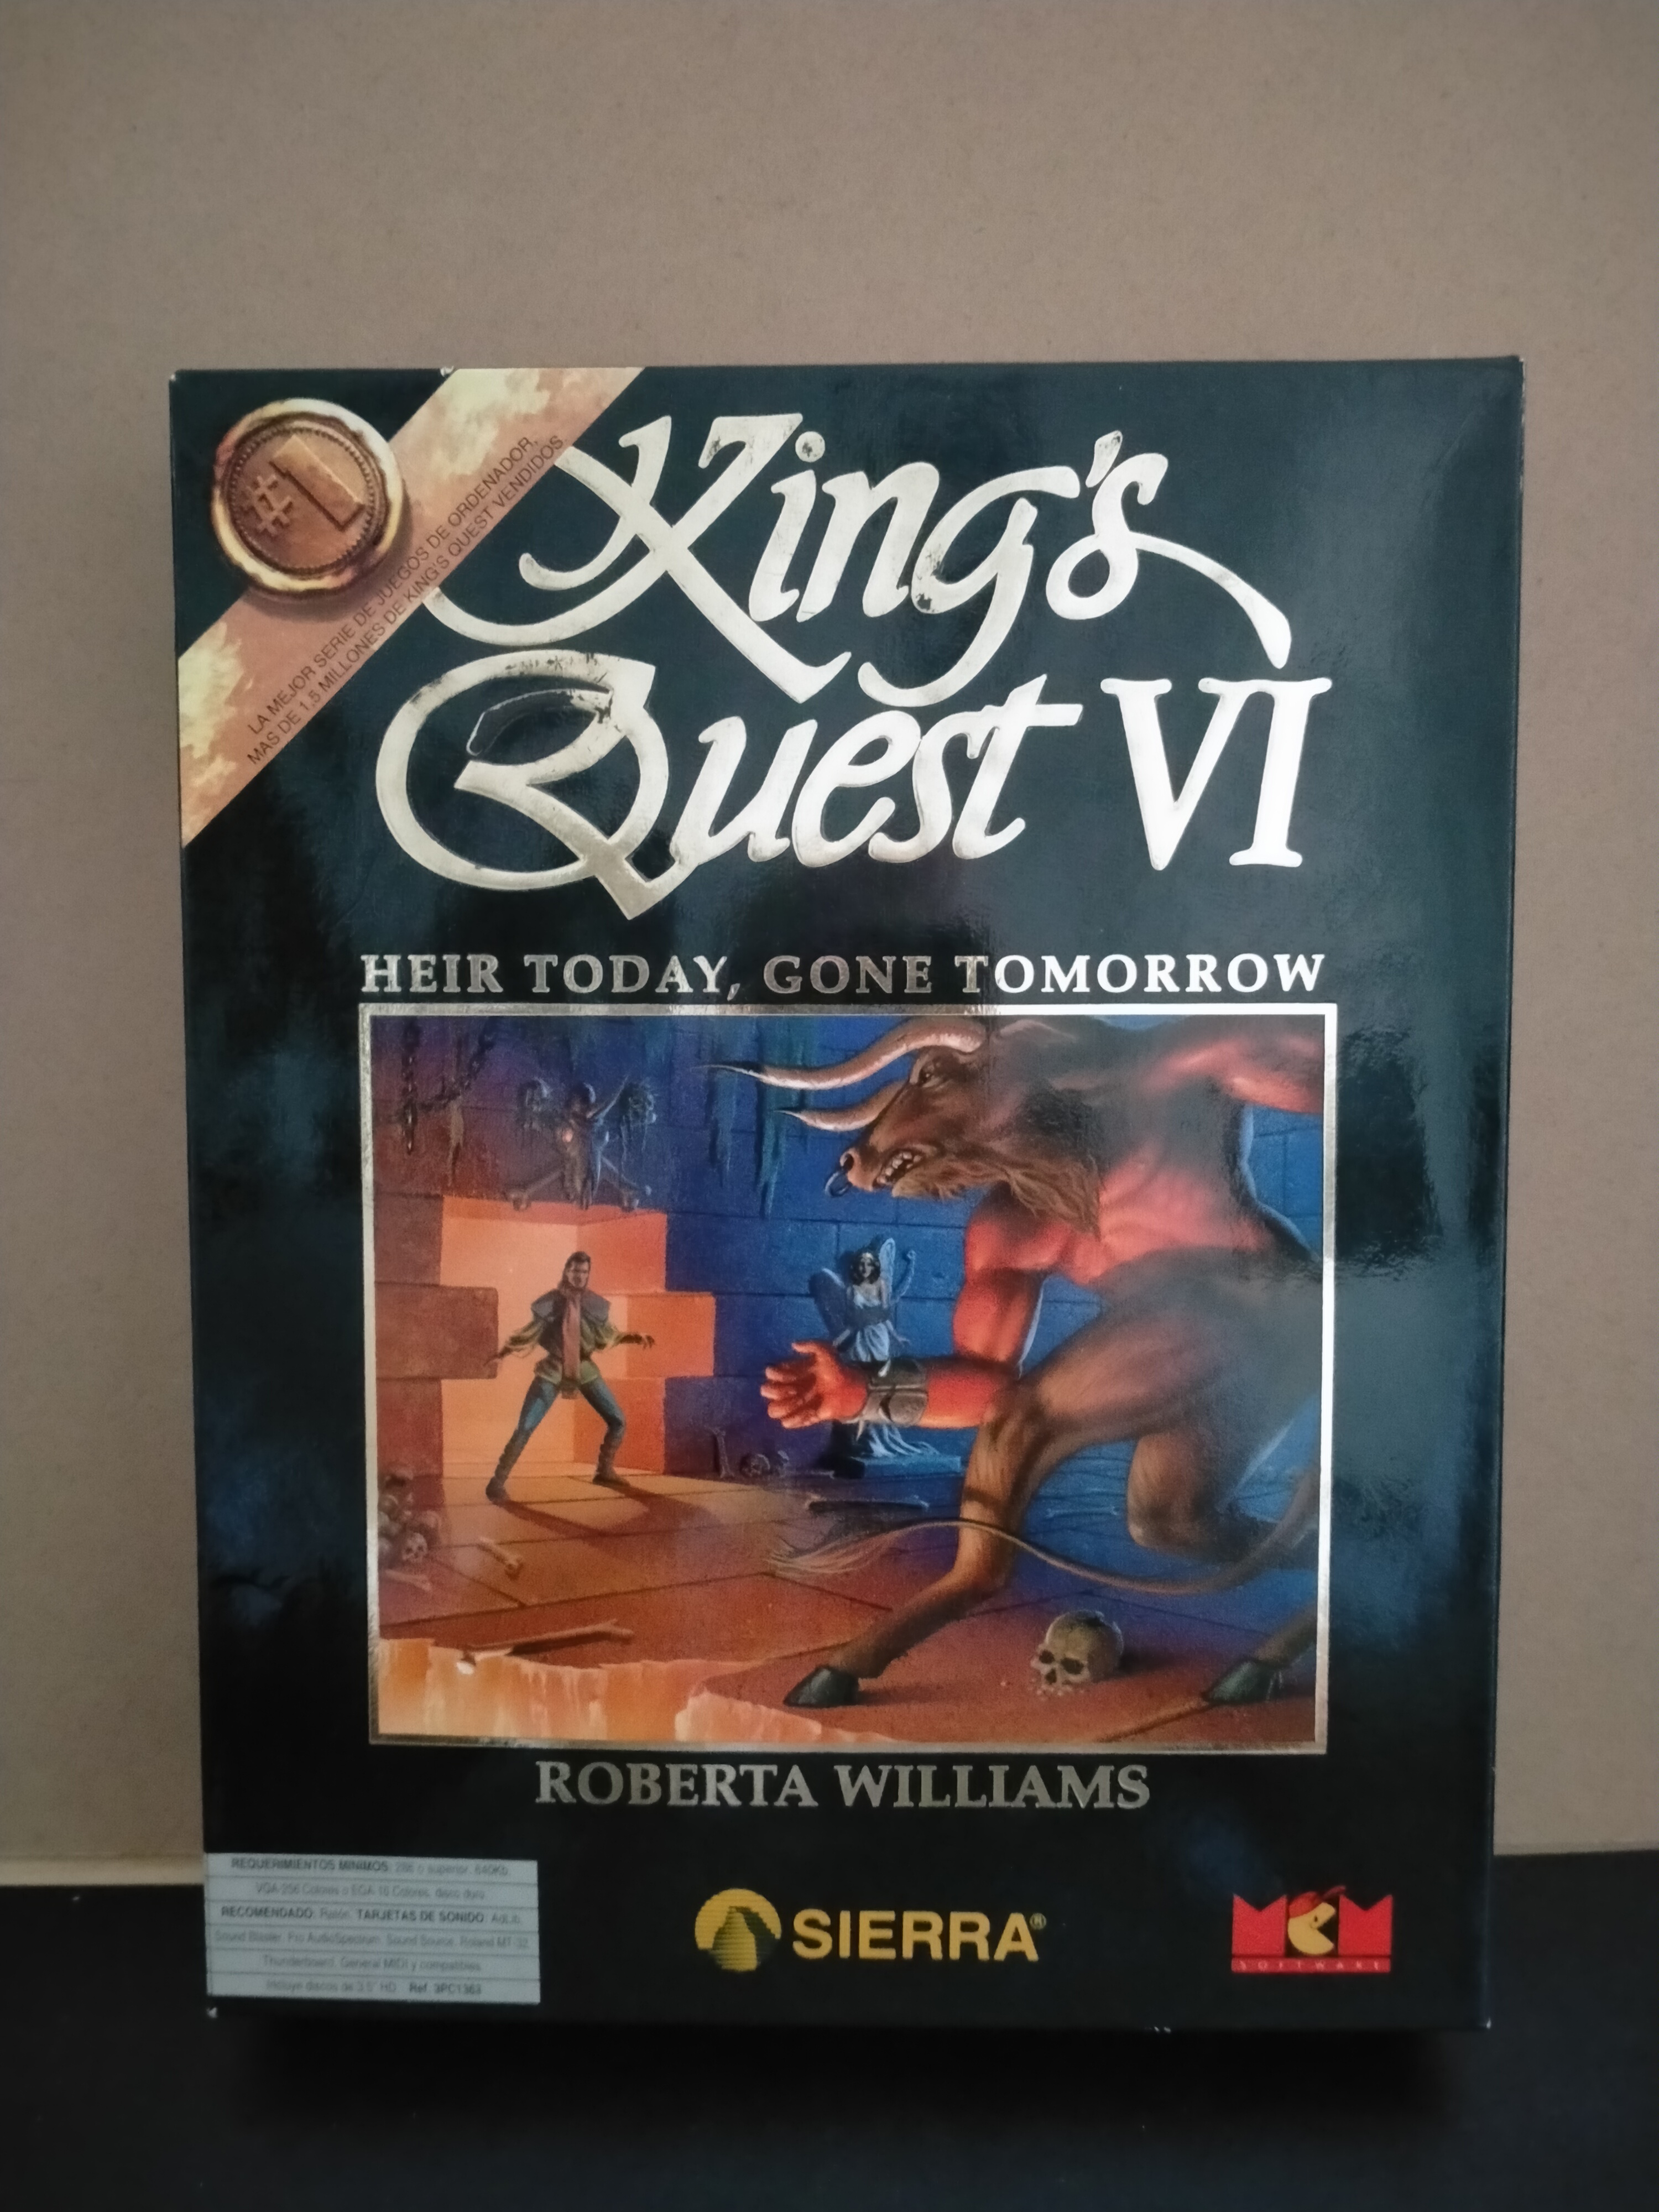 #1
LA MEJOR SERIE DE JUEGOS DE ORDENADOR,
MAS DE 1,5 MILLONES DE KING'S QUEST VENDIDOS
King's
Quest VI
HEIR TODAY, GONE TOMORROW
ROBERTA WILLIAMS
REQUERIMIENTOS MINIMOS: 286 o superior, 640Kb,
VGA-256 Colores o EGA-16 Colores, disco duro.
RECOMENDADO: Ratón. TARJETAS DE SONIDO: AdLib,
Sound Blaster, Pro AudioSpectrum, Sound Source, Roland MT-32,
Thunderboard, General MIDI y compatibles.
Incluye discos de 3.5" HD. Ref. 3PC1363
SIERRA®
MCM
SOFTWARE